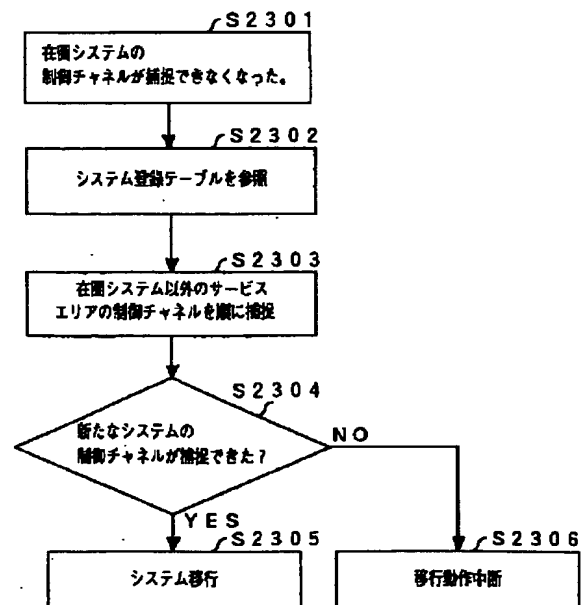 S2301
在圏システムの
制御チャネルが捕捉できなくなった。
S2302
システム登録テーブルを参照
S2303
在圏システム以外のサービス
エリアの制御チャネルを順に捕捉
S2304
新たなシステムの
制御チャネルが捕捉できた?
NO
YES
S2305
システム移行
S2306
移行動作中断